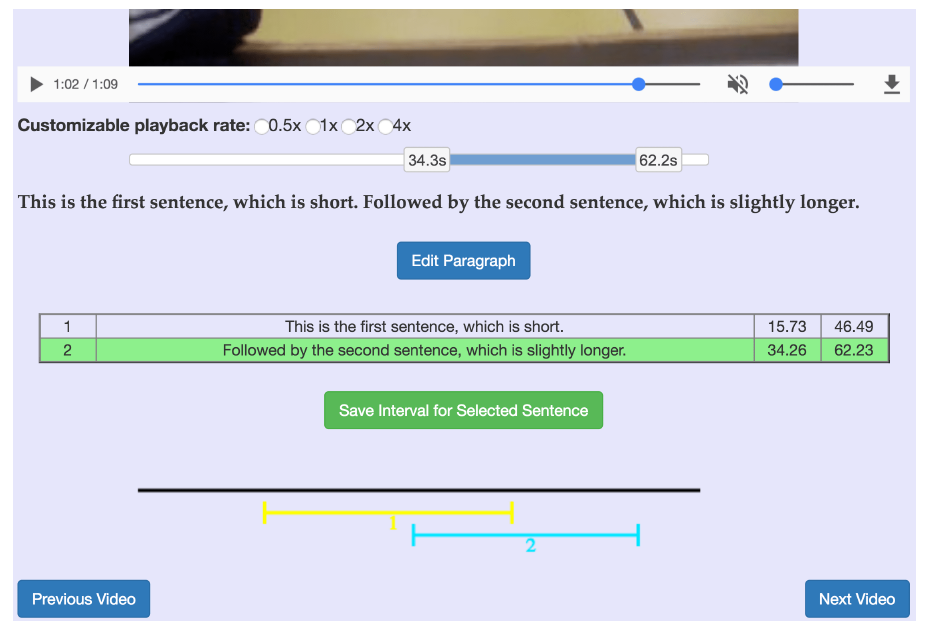 1:02 / 1:09
Customizable playback rate: 0.5x 1x 2x 4x
34.3s 62.2s
This is the first sentence, which is short. Followed by the second sentence, which is slightly longer.
Edit Paragraph
1 This is the first sentence, which is short. 15.73 46.49
2 Followed by the second sentence, which is slightly longer. 34.26 62.23
Save Interval for Selected Sentence
1
2
Previous Video Next Video